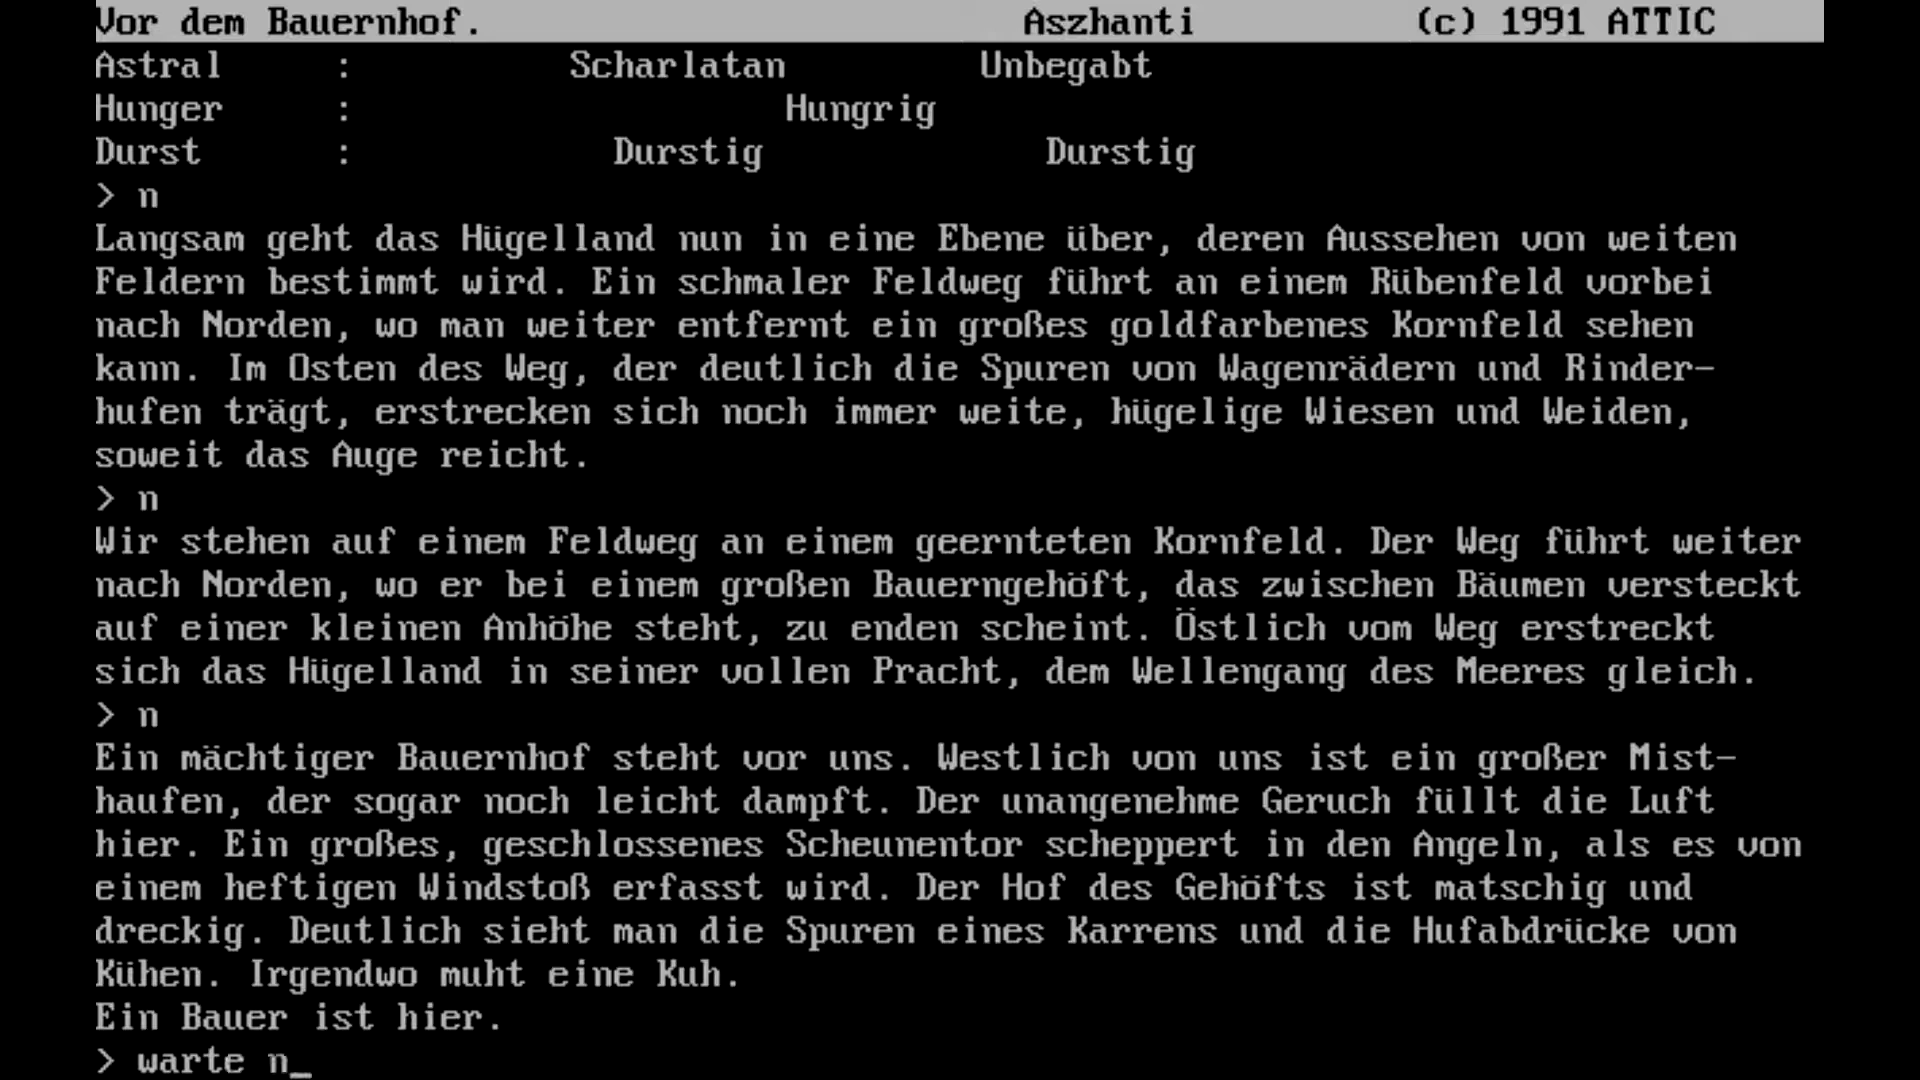 Vor dem Bauernhof. Aszhanti (c) 1991 ATTIC
Astral : Scharlatan Unbegabt
Hunger : Hungrig
Durst : Durstig Durstig
> n
Langsam geht das Hügelland nun in eine Ebene über, deren Aussehen von weiten
Feldern bestimmt wird. Ein schmaler Feldweg führt an einem Rübenfeld vorbei
nach Norden, wo man weiter entfernt ein großes goldfarbenes Kornfeld sehen
kann. Im Osten des Weg, der deutlich die Spuren von Wagenrädern und Rinder-
hufen trägt, erstrecken sich noch immer weite, hügelige Wiesen und Weiden,
soweit das Auge reicht.
> n
Wir stehen auf einem Feldweg an einem geernteten Kornfeld. Der Weg führt weiter
nach Norden, wo er bei einem großen Bauerngehöft, das zwischen Bäumen versteckt
auf einer kleinen Anhöhe steht, zu enden scheint. Östlich vom Weg erstreckt
sich das Hügelland in seiner vollen Pracht, dem Wellengang des Meeres gleich.
> n
Ein mächtiger Bauernhof steht vor uns. Westlich von uns ist ein großer Mist-
haufen, der sogar noch leicht dampft. Der unangenehme Geruch füllt die Luft
hier. Ein großes, geschlossenes Scheunentor scheppert in den Angeln, als es von
einem heftigen Windstoß erfasst wird. Der Hof des Gehöfts ist matschig und
dreckig. Deutlich sieht man die Spuren eines Karrens und die Hufabdrücke von
Kühen. Irgendwo muht eine Kuh.
Ein Bauer ist hier.
> warte n_